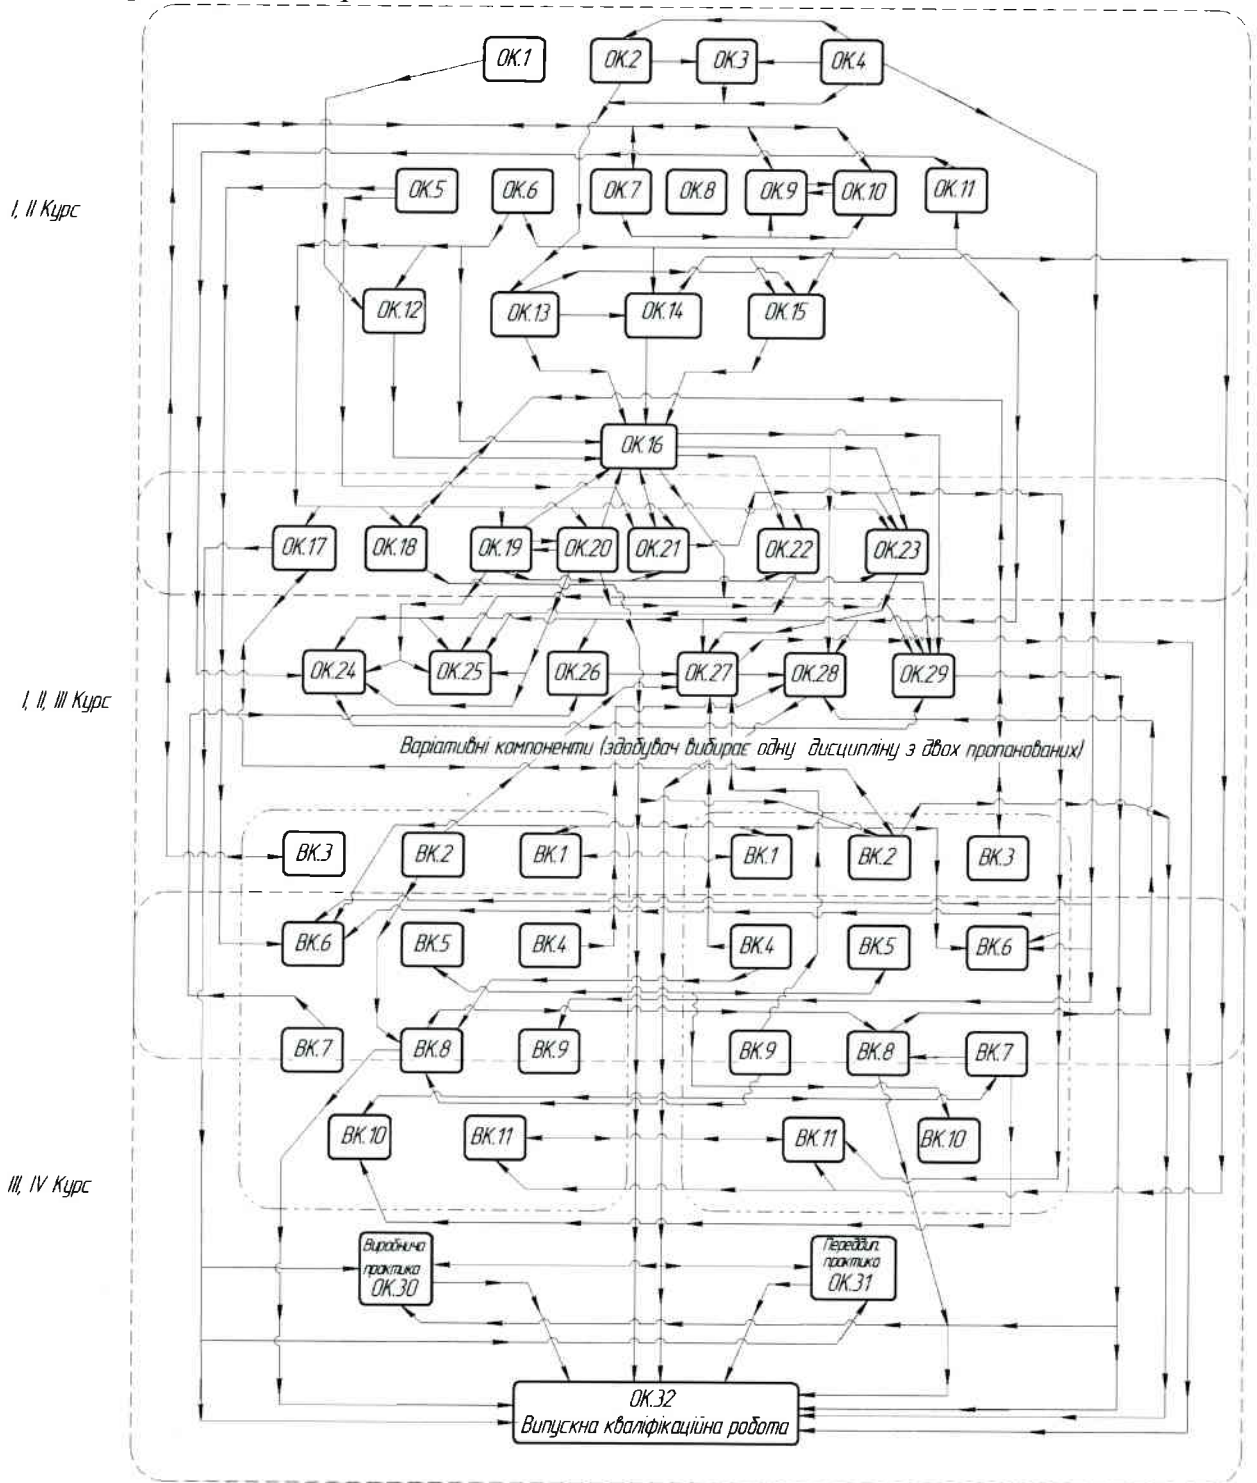 ОК.1
ОК.2
ОК.3
ОК.4
ОК.5
ОК.6
ОК.7
ОК.8
ОК.9
ОК.10
ОК.11
I, II Курс
ОК.12
ОК.13
ОК.14
ОК.15
ОК.16
ОК.17
ОК.18
ОК.19
ОК.20
ОК.21
ОК.22
ОК.23
ОК.24
ОК.25
ОК.26
ОК.27
ОК.28
ОК.29
I, II, III Курс
Варіативні компоненти (здобувач вибирає одну дисципліну з двох пропонованих)
ВК.3
ВК.2
ВК.1
ВК.1
ВК.2
ВК.3
ВК.6
ВК.5
ВК.4
ВК.4
ВК.5
ВК.6
ВК.7
ВК.8
ВК.9
ВК.9
ВК.8
ВК.7
ВК.10
ВК.11
ВК.11
ВК.10
III, IV Курс
Виробнича
практика
ОК.30
Переддип.
практика
ОК.31
ОК.32
Випускна кваліфікаційна робота